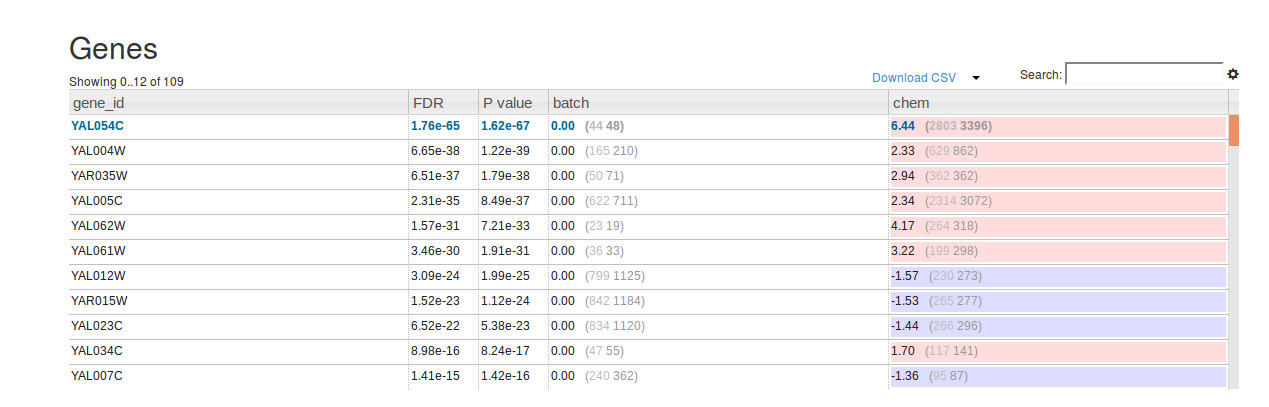 Genes
Showing 0..12 of 109 Download CSV Search:
gene_id FDR P value batch chem
YAL054C 1.76e-65 1.62e-67 0.00 (44 48) 6.44 (2803 3396)
YAL004W 6.65e-38 1.22e-39 0.00 (165 210) 2.33 (629 862)
YAR035W 6.51e-37 1.79e-38 0.00 (50 71) 2.94 (362 362)
YAL005C 2.31e-35 8.49e-37 0.00 (622 711) 2.34 (2314 3072)
YAL062W 1.57e-31 7.21e-33 0.00 (23 19) 4.17 (264 318)
YAL061W 3.46e-30 1.91e-31 0.00 (36 33) 3.22 (199 298)
YAL012W 3.09e-24 1.99e-25 0.00 (799 1125) -1.57 (230 273)
YAR015W 1.52e-23 1.12e-24 0.00 (842 1184) -1.53 (265 277)
YAL023C 6.52e-22 5.38e-23 0.00 (834 1120) -1.44 (266 296)
YAL034C 8.98e-16 8.24e-17 0.00 (47 55) 1.70 (117 141)
YAL007C 1.41e-15 1.42e-16 0.00 (240 362) -1.36 (95 87)